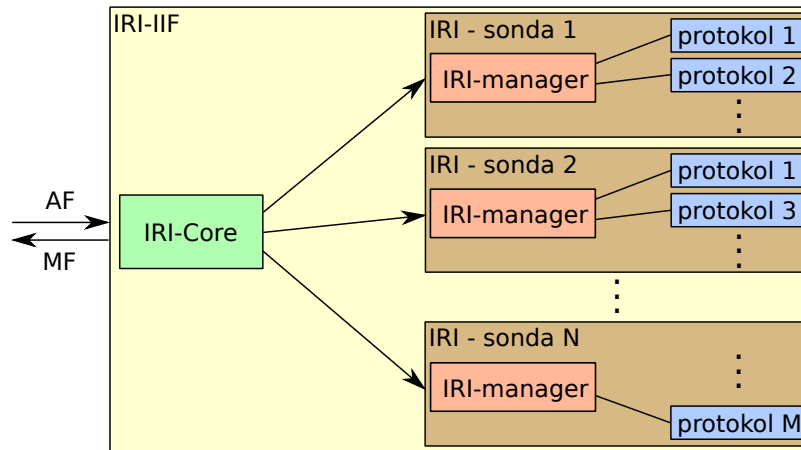 IRI-IIF
AF
MF
IRI-Core
IRI - sonda 1
IRI-manager
protokol 1
protokol 2
IRI - sonda 2
IRI-manager
protokol 1
protokol 3
IRI - sonda N
IRI-manager
protokol M